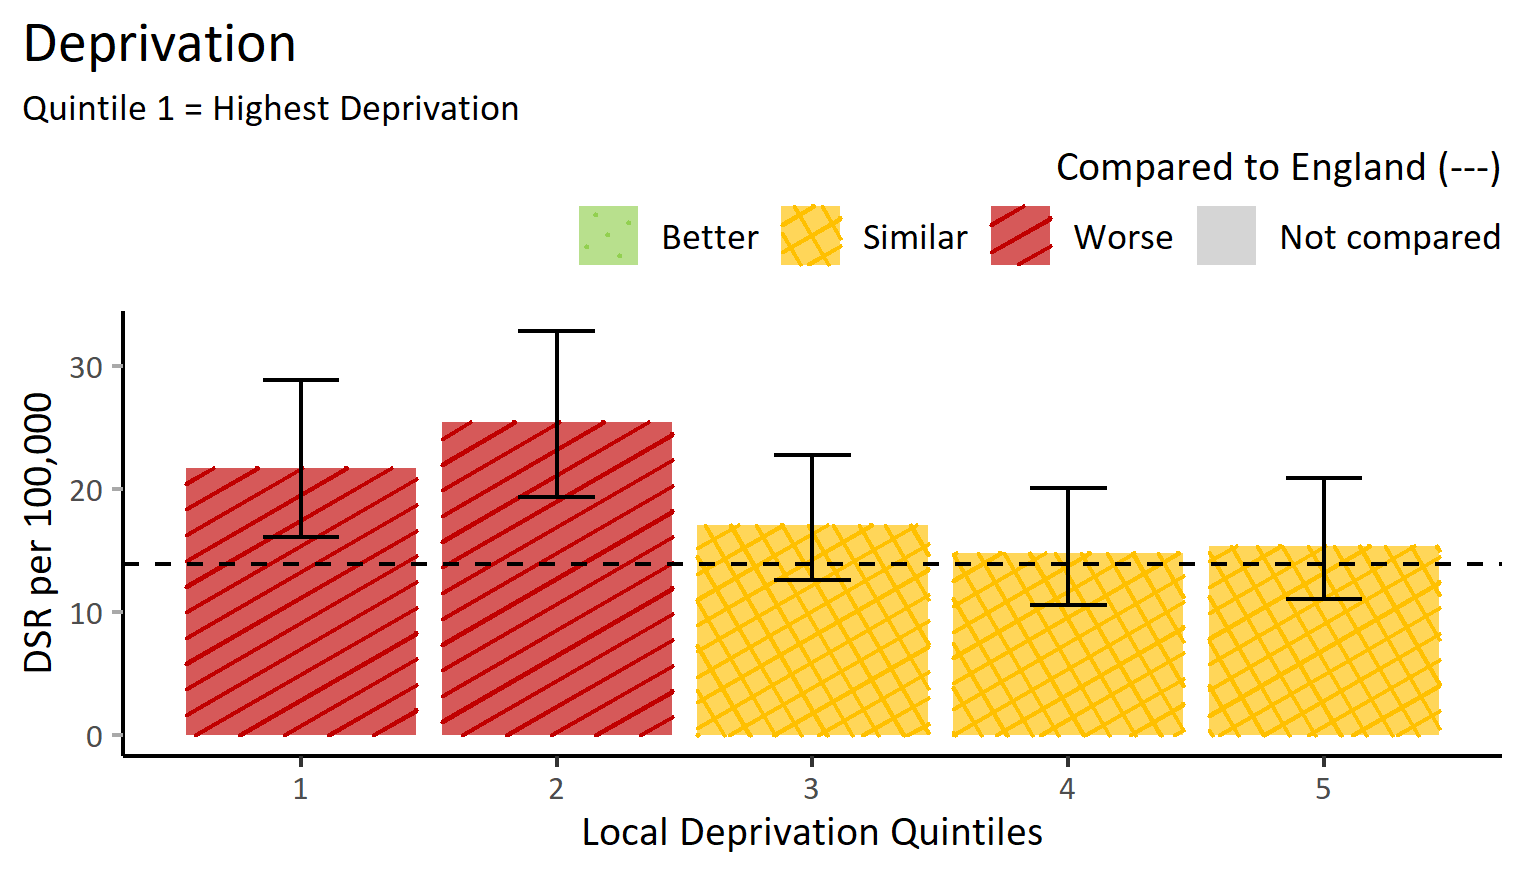 Deprivation
Quintile 1 = Highest Deprivation
Compared to England (---)
Better Similar Worse Not compared
DSR per 100,000
30
20
10
0
1 2 3 4 5
Local Deprivation Quintiles